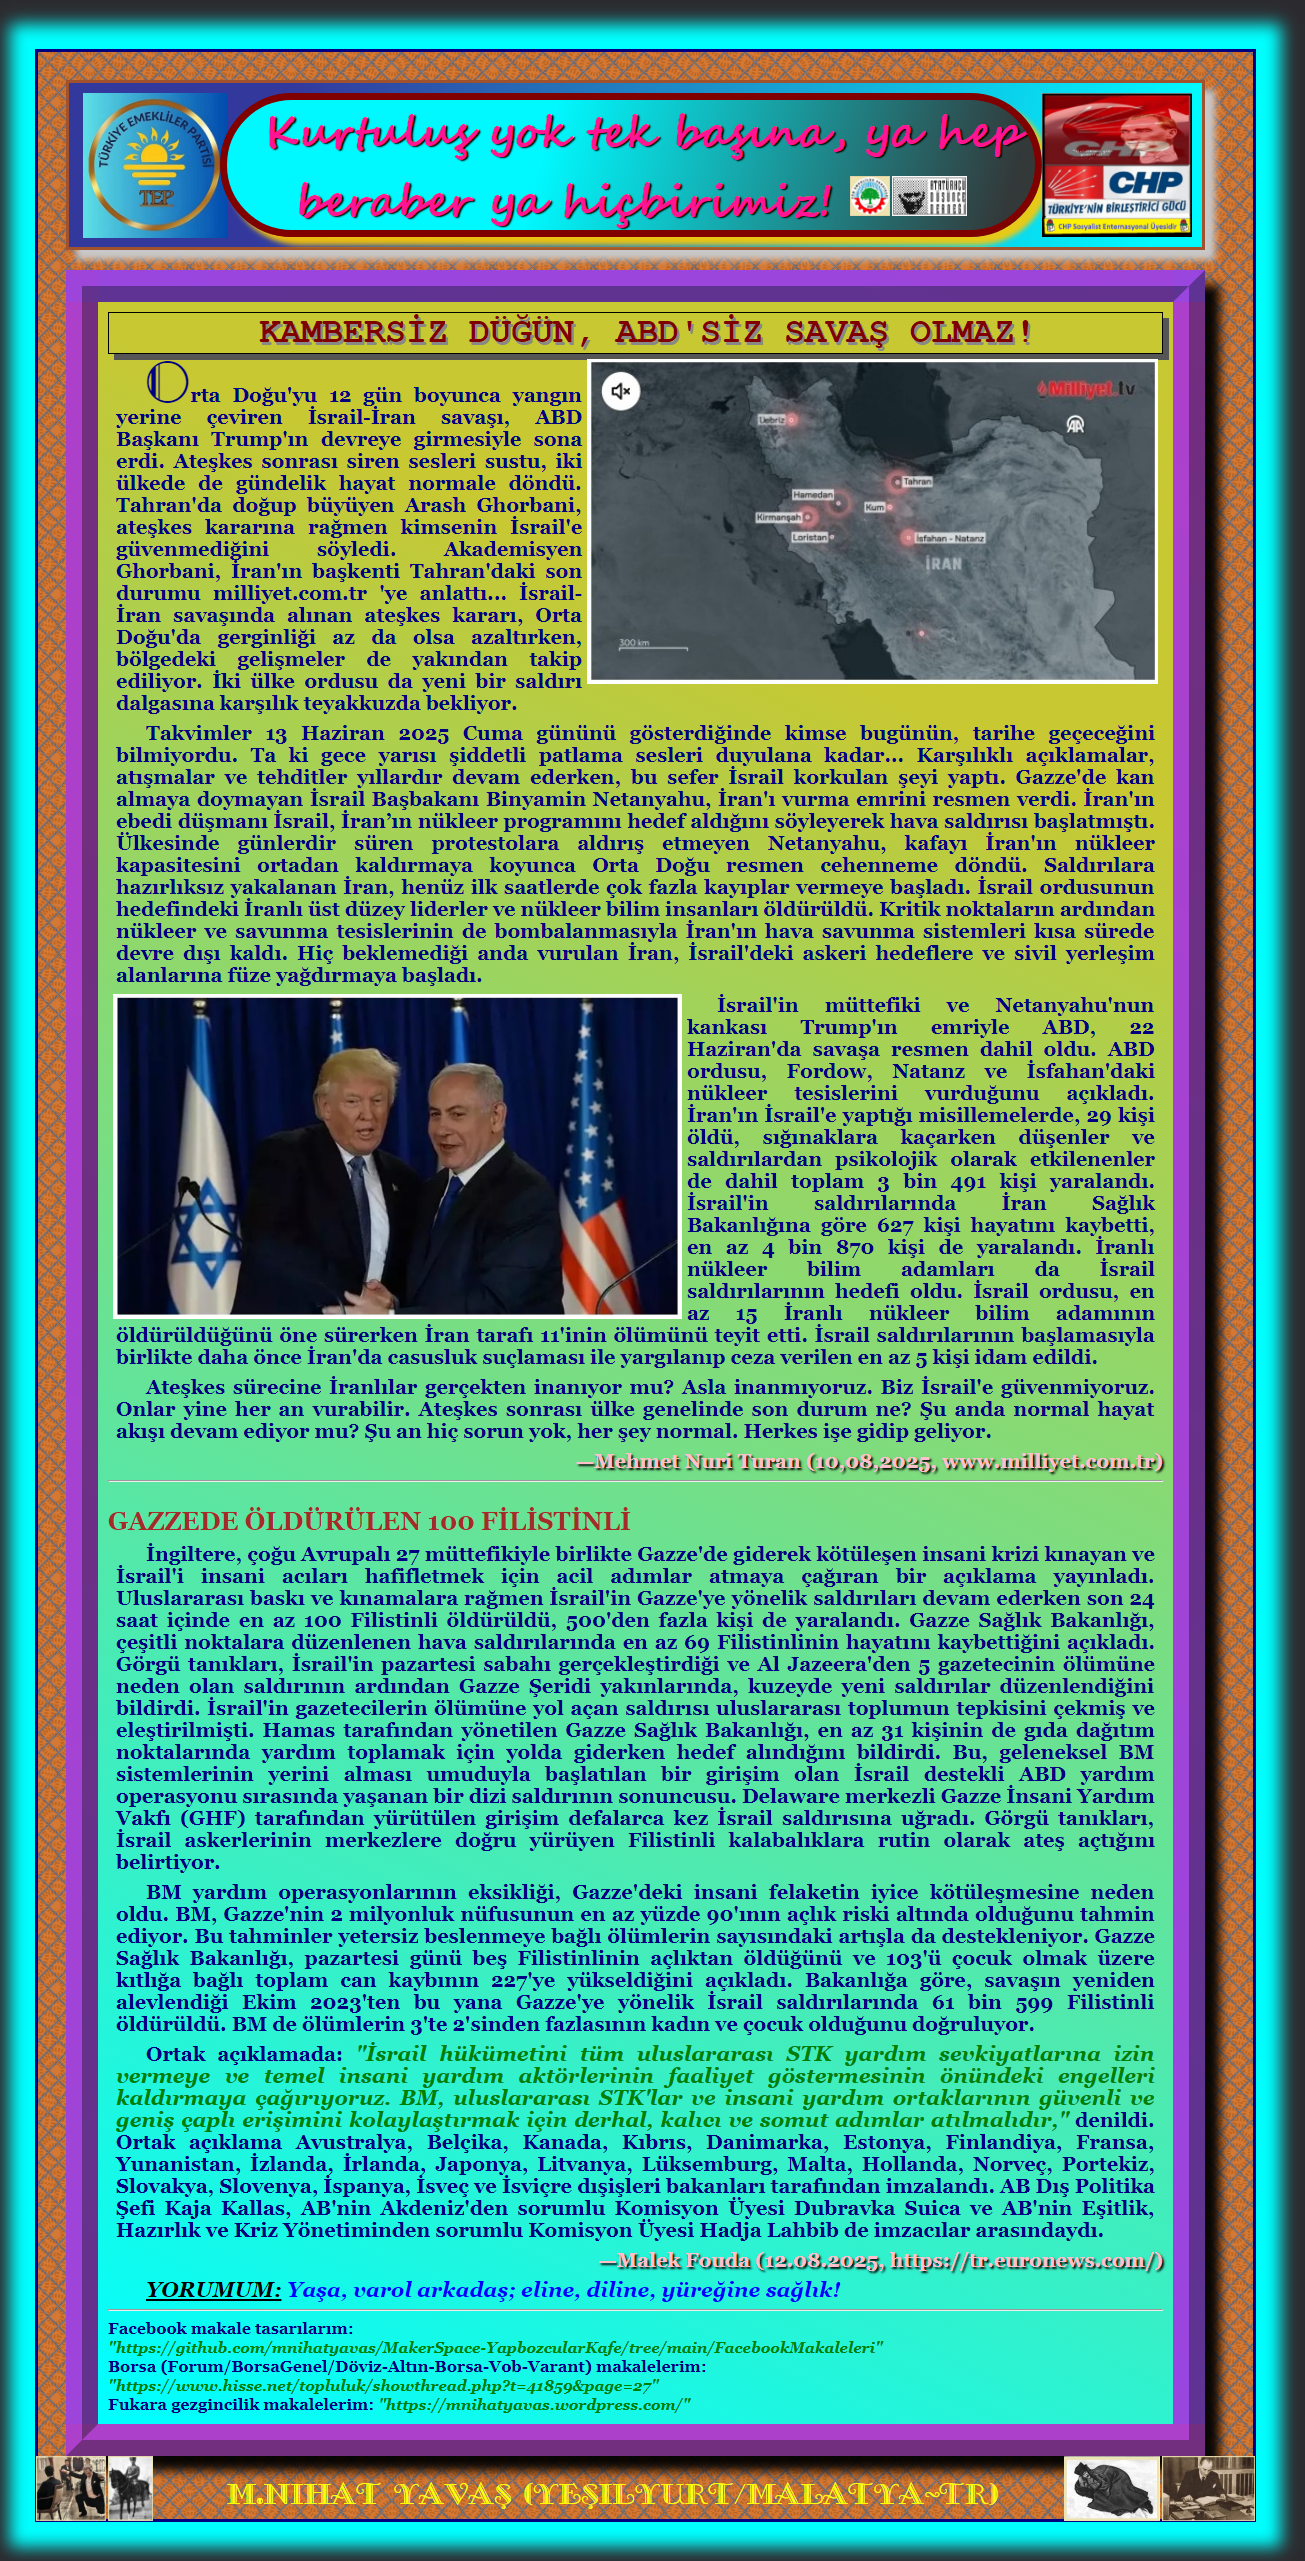 TÜRKİYE EMEKLİLER PARTİSİ
TEP
Kurtuluş yok tek başına, ya hep
beraber ya hiçbirimiz!
ATATÜRKÇÜ
CHP
CHP
TÜRKİYE'NİN BİRLEŞTİRİCİ GÜCÜ
CHP Sosyalist Enternasyonal Üyesidir
KAMBERSİZ DÜĞÜN, ABD'SİZ SAVAŞ OLMAZ!
Orta Doğu'yu 12 gün boyunca yangın
yerine çeviren İsrail-İran savaşı, ABD
Başkanı Trump'ın devreye girmesiyle sona
erdi. Ateşkes sonrası siren sesleri sustu, iki
ülkede de gündelik hayat normale döndü.
Tahran'da doğup büyüyen Arash Ghorbani,
ateşkes kararına rağmen kimsenin İsrail'e
güvenmediğini söyledi. Akademisyen
Ghorbani, İran'ın başkenti Tahran'daki son
durumu milliyet.com.tr 'ye anlattı... İsrail-
İran savaşında alınan ateşkes kararı, Orta
Doğu'da gerginliği az da olsa azaltırken,
bölgedeki gelişmeler de yakından takip
ediliyor. İki ülke ordusu da yeni bir saldırı
dalgasına karşılık teyakkuzda bekliyor.
Milliyet.tv
AA
Tebriz
Tahran
Hamedan
Kum
Kirmanşah
Loristan
İsfahan - Natanz
İRAN
300 km
Takvimler 13 Haziran 2025 Cuma gününü gösterdiğinde kimse bugünün, tarihe geçeceğini
bilmiyordu. Ta ki gece yarısı şiddetli patlama sesleri duyulana kadar... Karşılıklı açıklamalar,
atışmalar ve tehditler yıllardır devam ederken, bu sefer İsrail korkulan şeyi yaptı. Gazze'de kan
almaya doymayan İsrail Başbakanı Binyamin Netanyahu, İran'ı vurma emrini resmen verdi. İran'ın
ebedi düşmanı İsrail, İran’ın nükleer programını hedef aldığını söyleyerek hava saldırısı başlatmıştı.
Ülkesinde günlerdir süren protestolara aldırış etmeyen Netanyahu, kafayı İran'ın nükleer
kapasitesini ortadan kaldırmaya koyunca Orta Doğu resmen cehenneme döndü. Saldırılara
hazırlıksız yakalanan İran, henüz ilk saatlerde çok fazla kayıplar vermeye başladı. İsrail ordusunun
hedefindeki İranlı üst düzey liderler ve nükleer bilim insanları öldürüldü. Kritik noktaların ardından
nükleer ve savunma tesislerinin de bombalanmasıyla İran'ın hava savunma sistemleri kısa sürede
devre dışı kaldı. Hiç beklemediği anda vurulan İran, İsrail'deki askeri hedeflere ve sivil yerleşim
alanlarına füze yağdırmaya başladı.
İsrail'in müttefiki ve Netanyahu'nun
kankası Trump'ın emriyle ABD, 22
Haziran'da savaşa resmen dahil oldu. ABD
ordusu, Fordow, Natanz ve İsfahan'daki
nükleer tesislerini vurduğunu açıkladı.
İran'ın İsrail'e yaptığı misillemelerde, 29 kişi
öldü, sığınaklara kaçarken düşenler ve
saldırılardan psikolojik olarak etkilenenler
de dahil toplam 3 bin 491 kişi yaralandı.
İsrail'in saldırılarında İran Sağlık
Bakanlığına göre 627 kişi hayatını kaybetti,
en az 4 bin 870 kişi de yaralandı. İranlı
nükleer bilim adamları da İsrail
saldırılarının hedefi oldu. İsrail ordusu, en
az 15 İranlı nükleer bilim adamının
öldürüldüğünü öne sürerken İran tarafı 11'inin ölümünü teyit etti. İsrail saldırılarının başlamasıyla
birlikte daha önce İran'da casusluk suçlaması ile yargılanıp ceza verilen en az 5 kişi idam edildi.
Ateşkes sürecine İranlılar gerçekten inanıyor mu? Asla inanmıyoruz. Biz İsrail'e güvenmiyoruz.
Onlar yine her an vurabilir. Ateşkes sonrası ülke genelinde son durum ne? Şu anda normal hayat
akışı devam ediyor mu? Şu an hiç sorun yok, her şey normal. Herkes işe gidip geliyor.
—Mehmet Nuri Turan (10,08,2025, www.milliyet.com.tr)
GAZZEDE ÖLDÜRÜLEN 100 FİLİSTİNLİ
İngiltere, çoğu Avrupalı 27 müttefikiyle birlikte Gazze'de giderek kötüleşen insani krizi kınayan ve
İsrail'i insani acıları hafifletmek için acil adımlar atmaya çağıran bir açıklama yayınladı.
Uluslararası baskı ve kınamalara rağmen İsrail'in Gazze'ye yönelik saldırıları devam ederken son 24
saat içinde en az 100 Filistinli öldürüldü, 500'den fazla kişi de yaralandı. Gazze Sağlık Bakanlığı,
çeşitli noktalara düzenlenen hava saldırılarında en az 69 Filistinlinin hayatını kaybettiğini açıkladı.
Görgü tanıkları, İsrail'in pazartesi sabahı gerçekleştirdiği ve Al Jazeera'den 5 gazetecinin ölümüne
neden olan saldırının ardından Gazze Şeridi yakınlarında, kuzeyde yeni saldırılar düzenlendiğini
bildirdi. İsrail'in gazetecilerin ölümüne yol açan saldırısı uluslararası toplumun tepkisini çekmiş ve
eleştirilmişti. Hamas tarafından yönetilen Gazze Sağlık Bakanlığı, en az 31 kişinin de gıda dağıtım
noktalarında yardım toplamak için yolda giderken hedef alındığını bildirdi. Bu, geleneksel BM
sistemlerinin yerini alması umuduyla başlatılan bir girişim olan İsrail destekli ABD yardım
operasyonu sırasında yaşanan bir dizi saldırının sonuncusu. Delaware merkezli Gazze İnsani Yardım
Vakfı (GHF) tarafından yürütülen girişim defalarca kez İsrail saldırısına uğradı. Görgü tanıkları,
İsrail askerlerinin merkezlere doğru yürüyen Filistinli kalabalıklara rutin olarak ateş açtığını
belirtiyor.
BM yardım operasyonlarının eksikliği, Gazze'deki insani felaketin iyice kötüleşmesine neden
oldu. BM, Gazze'nin 2 milyonluk nüfusunun en az yüzde 90'ının açlık riski altında olduğunu tahmin
ediyor. Bu tahminler yetersiz beslenmeye bağlı ölümlerin sayısındaki artışla da destekleniyor. Gazze
Sağlık Bakanlığı, pazartesi günü beş Filistinlinin açlıktan öldüğünü ve 103'ü çocuk olmak üzere
kıtlığa bağlı toplam can kaybının 227'ye yükseldiğini açıkladı. Bakanlığa göre, savaşın yeniden
alevlendiği Ekim 2023'ten bu yana Gazze'ye yönelik İsrail saldırılarında 61 bin 599 Filistinli
öldürüldü. BM de ölümlerin 3'te 2'sinden fazlasının kadın ve çocuk olduğunu doğruluyor.
Ortak açıklamada: "İsrail hükümetini tüm uluslararası STK yardım sevkiyatlarına izin
vermeye ve temel insani yardım aktörlerinin faaliyet göstermesinin önündeki engelleri
kaldırmaya çağırıyoruz. BM, uluslararası STK'lar ve insani yardım ortaklarının güvenli ve
geniş çaplı erişimini kolaylaştırmak için derhal, kalıcı ve somut adımlar atılmalıdır," denildi.
Ortak açıklama Avustralya, Belçika, Kanada, Kıbrıs, Danimarka, Estonya, Finlandiya, Fransa,
Yunanistan, İzlanda, İrlanda, Japonya, Litvanya, Lüksemburg, Malta, Hollanda, Norveç, Portekiz,
Slovakya, Slovenya, İspanya, İsveç ve İsviçre dışişleri bakanları tarafından imzalandı. AB Dış Politika
Şefi Kaja Kallas, AB'nin Akdeniz'den sorumlu Komisyon Üyesi Dubravka Suica ve AB'nin Eşitlik,
Hazırlık ve Kriz Yönetiminden sorumlu Komisyon Üyesi Hadja Lahbib de imzacılar arasındaydı.
—Malek Fouda (12.08.2025, https://tr.euronews.com/)
YORUMUM: Yaşa, varol arkadaş; eline, diline, yüreğine sağlık!
Facebook makale tasarılarım:
"https://github.com/mnihatyavas/MakerSpace-YapbozcularKafe/tree/main/FacebookMakaleleri"
Borsa (Forum/BorsaGenel/Döviz-Altın-Borsa-Vob-Varant) makalelerim:
"https://www.hisse.net/topluluk/showthread.php?t=41859&page=27"
Fukara gezgincilik makalelerim: "https://mnihatyavas.wordpress.com/"
M.NIHAT YAVAŞ (YEŞILYURT/MALATYA~TR)